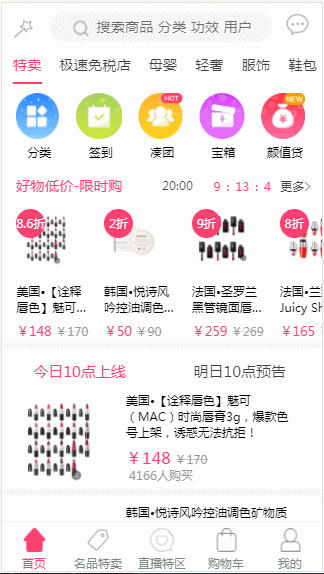 搜索商品 分类 功效 用户
特卖 极速免税店 母婴 轻奢 服饰 鞋包
HOT NEW
分类 签到 凑团 宝箱 颜值贷
好物低价-限时购 20:00 9 : 13 : 4 更多>
8.6折 2折 9折 8折
美国•【诠释 韩国•悦诗风 法国•圣罗兰 法国•兰
唇色】魅可... 吟控油调色... 黑管镜面唇... Juicy Sh
¥148 ¥170 ¥50 ¥90 ¥259 ¥269 ¥165
今日10点上线 明日10点预告
美国•【诠释唇色】魅可
（MAC）时尚唇膏3g，爆款色
号上架，诱惑无法抗拒！
¥148 ¥170
4166人购买
韩国•悦诗风吟控油调色矿物质
首页 名品特卖 直播特区 购物车 我的